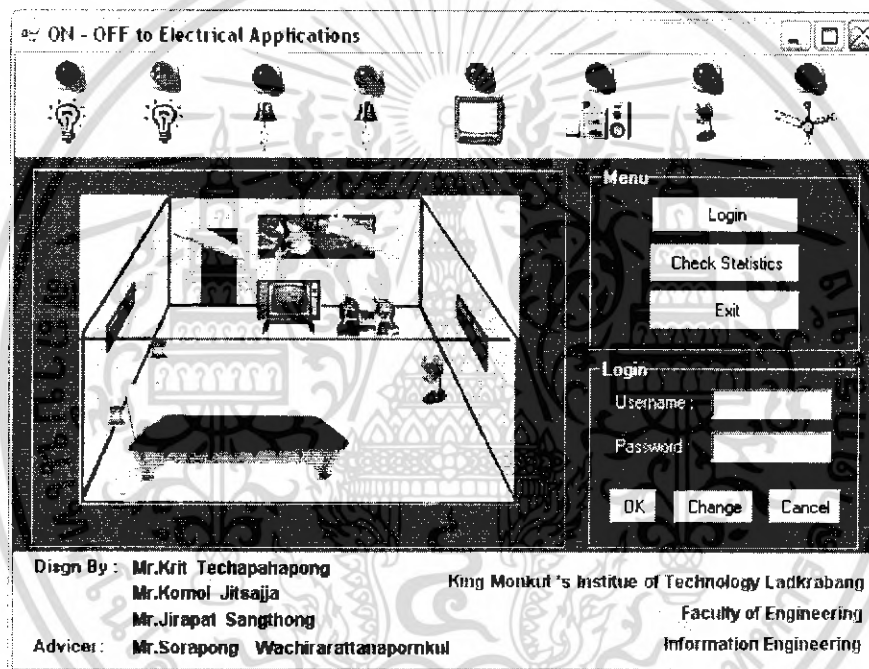 ON - OFF to Electrical Applications
Menu
Login
Check Statistics
Exit
Login
Username :
Password
OK Change Cancel
Disgn By : Mr.Krit Techapahapong
Mr.Komol Jitsajja
Mr.Jirapat Sangthong
Advicer : Mr.Sorapong Wachirarattanapornkul
King Monkut 's Institue of Technology Ladkrabang
Faculty of Engineering
Information Engineering